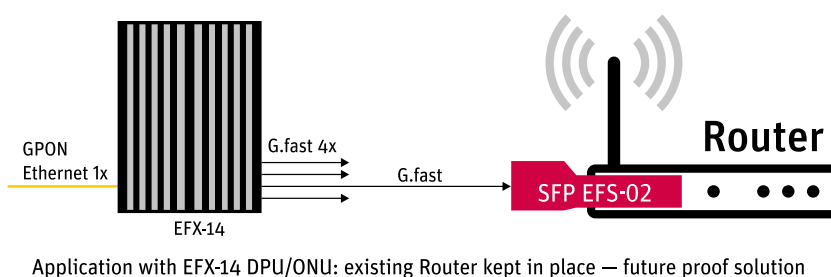 GPON
Ethernet 1x
EFX-14
G.fast 4x
G.fast
SFP EFS-02
Router
Application with EFX-14 DPU/ONU: existing Router kept in place — future proof solution